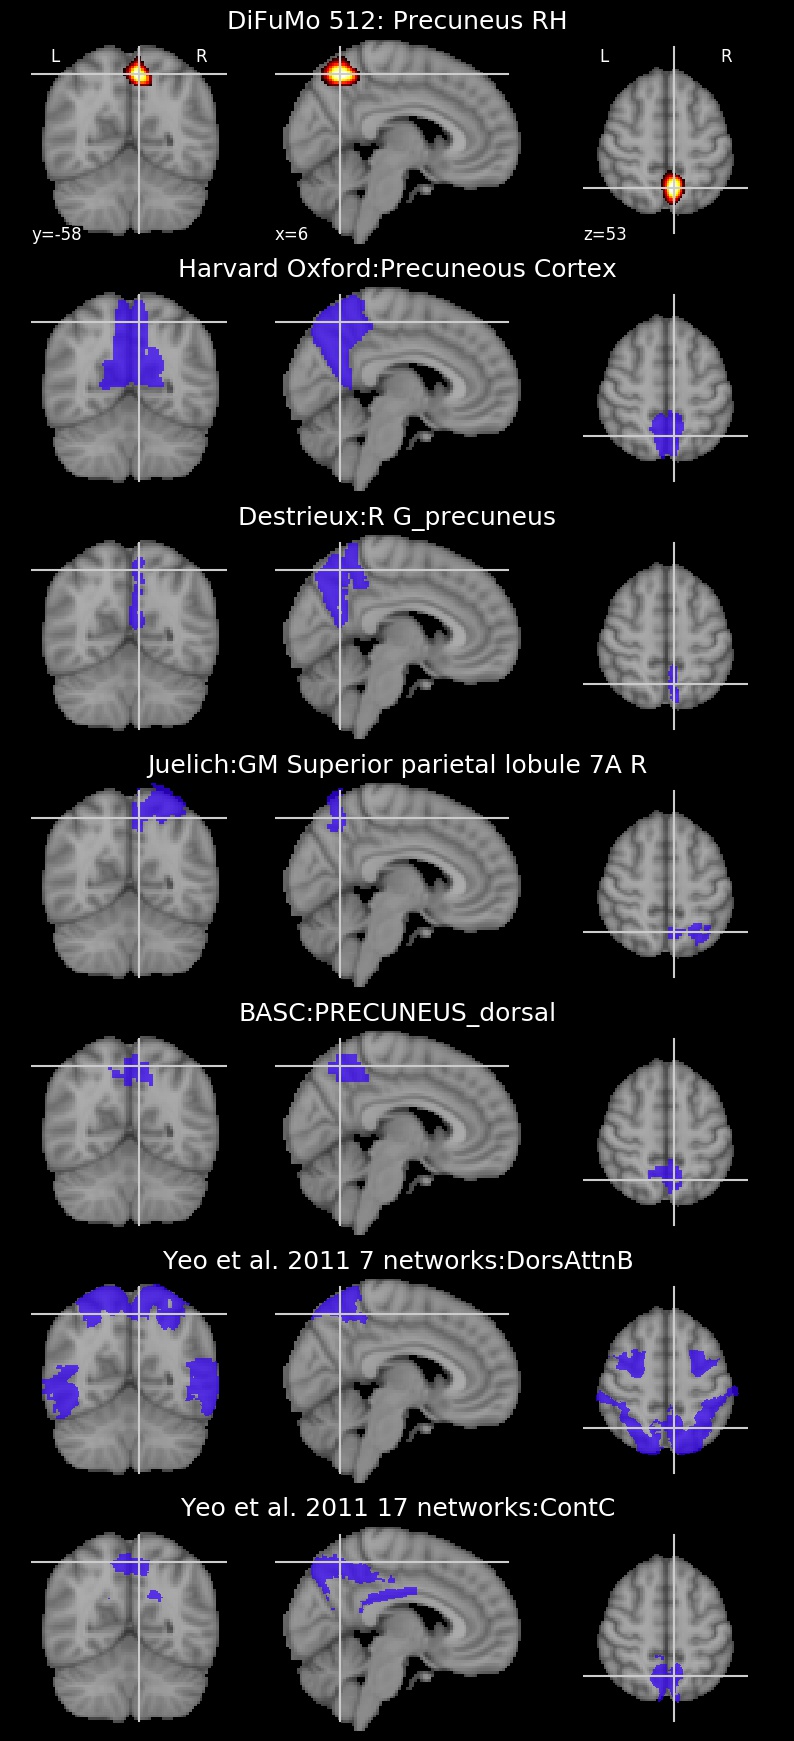 DiFuMo 512: Precuneus RH
L R L R
y=-58 x=6 z=53
Harvard Oxford:Precuneous Cortex
Destrieux:R G_precuneus
Juelich:GM Superior parietal lobule 7A R
BASC:PRECUNEUS_dorsal
Yeo et al. 2011 7 networks:DorsAttnB
Yeo et al. 2011 17 networks:ContC